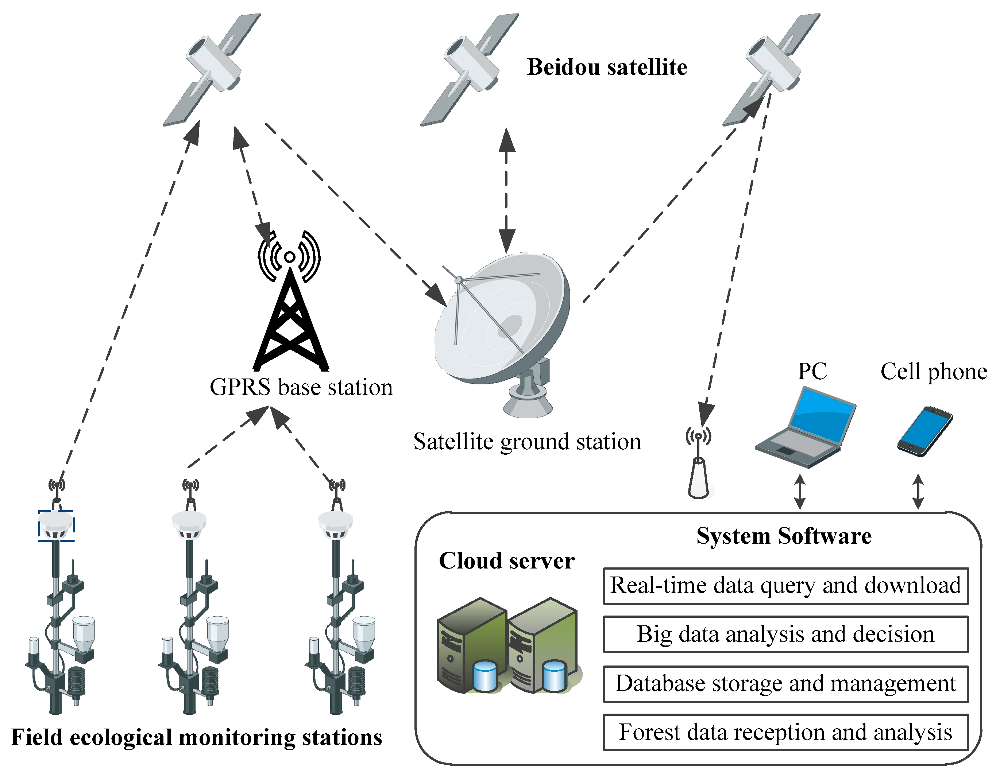 Beidou satellite
GPRS base station
Satellite ground station
PC
Cell phone
Field ecological monitoring stations
System Software
Cloud server
Real-time data query and download
Big data analysis and decision
Database storage and management
Forest data reception and analysis